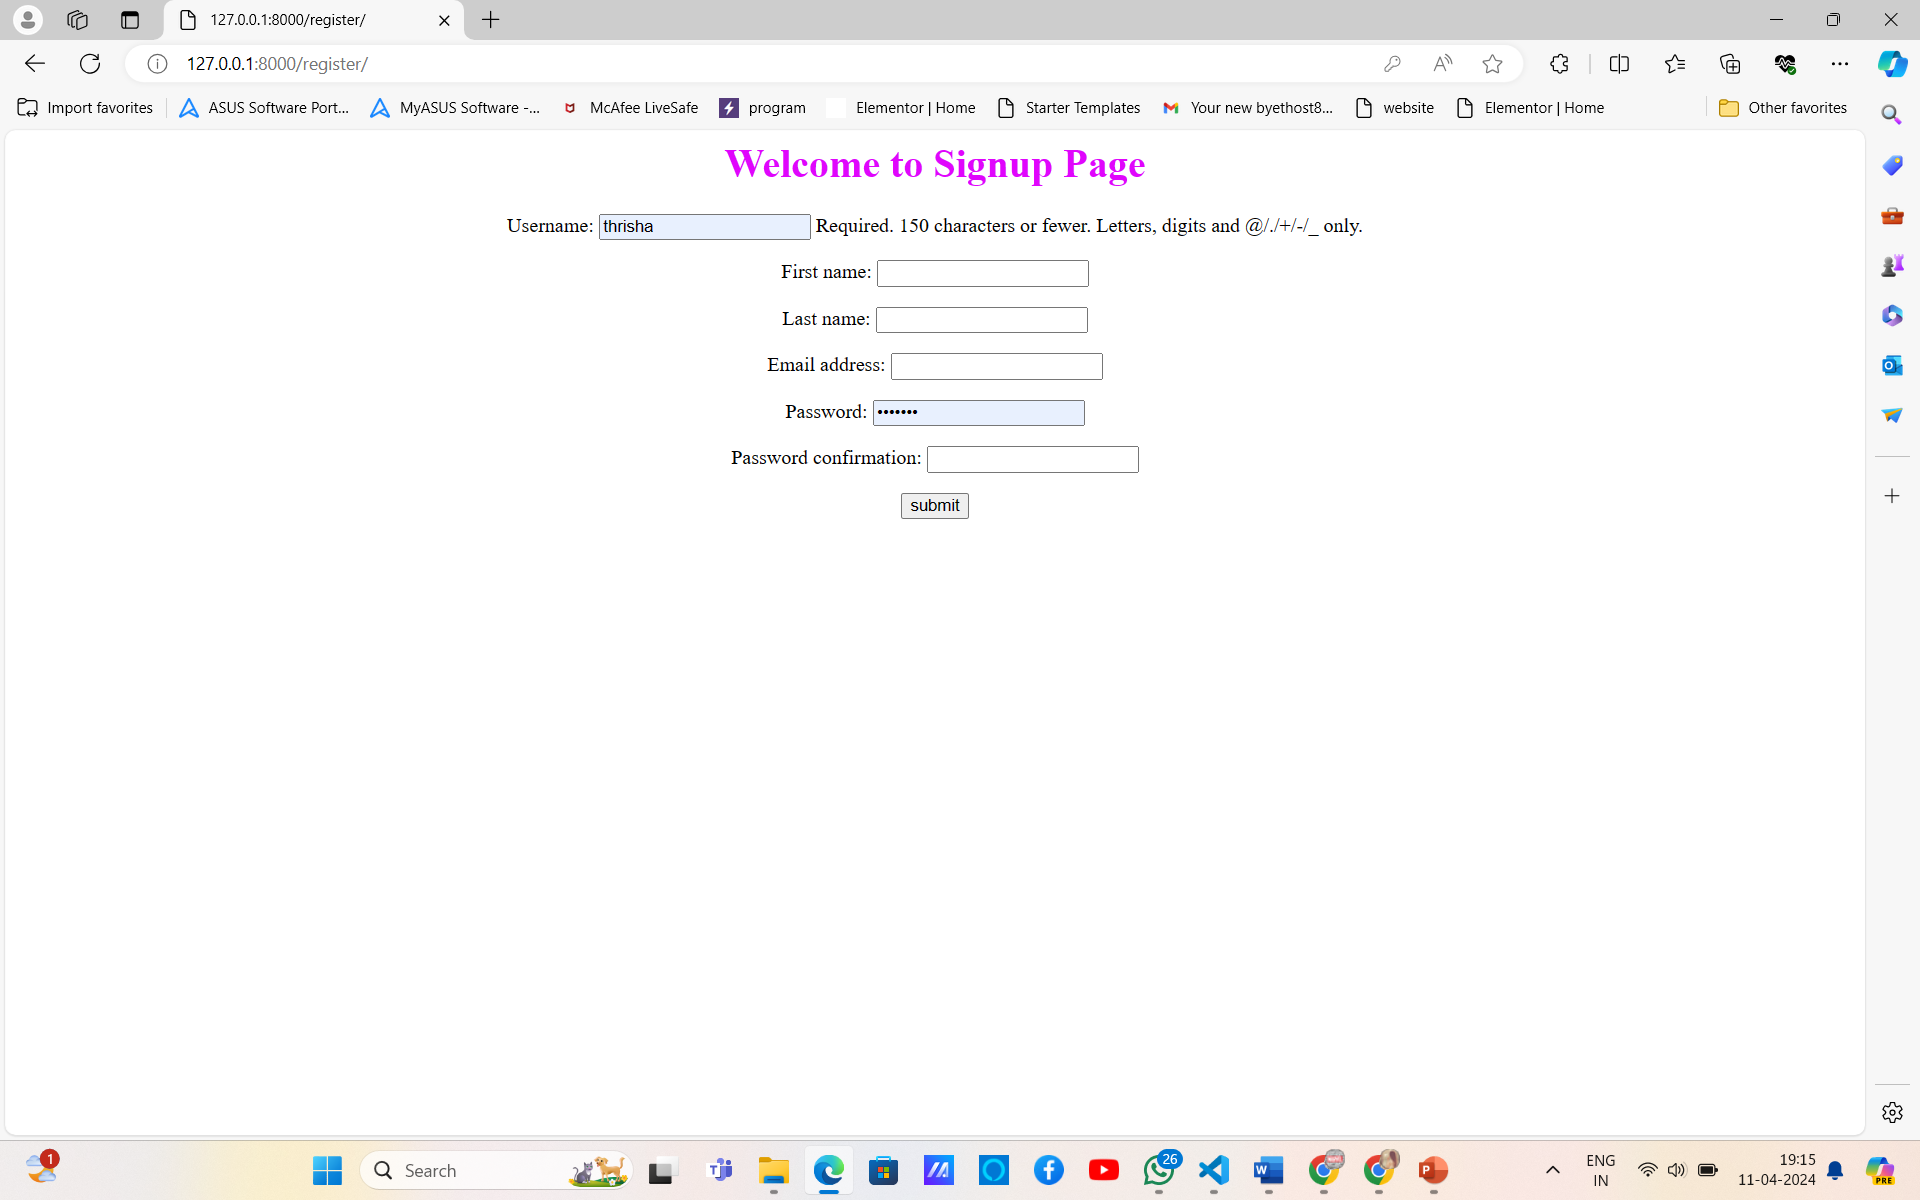 127.0.0.1:8000/register/
127.0.0.1:8000/register/
Import favorites ASUS Software Port... MyASUS Software -... McAfee LiveSafe program Elementor | Home Starter Templates Your new byethost8... website Elementor | Home Other favorites
Welcome to Signup Page
Username: thrisha Required. 150 characters or fewer. Letters, digits and @/./+/-/_ only.
First name:
Last name:
Email address:
Password: •••••••
Password confirmation:
submit
1
Search
26
ENG
IN
19:15
11-04-2024
PRE